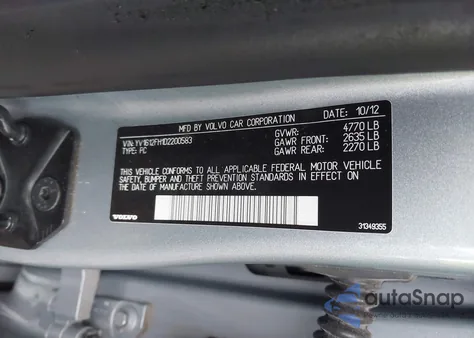 MFD BY VOLVO CAR CORPORATION DATE: 10/12
VIN: YV1612FH1D2200583 GVWR: 4770 LB
TYPE: PC GAWR FRONT: 2635 LB
GAWR REAR: 2270 LB
THIS VEHICLE CONFORMS TO ALL APPLICABLE FEDERAL MOTOR VEHICLE
SAFETY, BUMPER AND THEFT PREVENTION STANDARDS IN EFFECT ON THE
DATE OF MANUFACTURE SHOWN ABOVE.
VOLVO 31349355
autoSnap